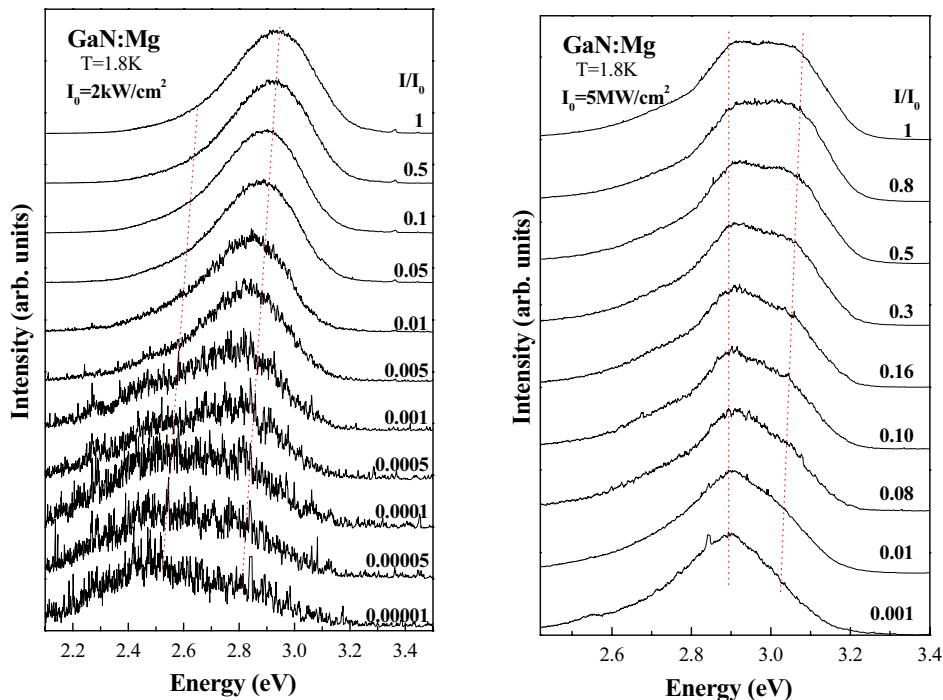 GaN:Mg
T=1.8K
I0=2kW/cm²
I/I0
1
0.5
0.1
0.05
0.01
0.005
0.001
0.0005
0.0001
0.00005
0.00001
2.2 2.4 2.6 2.8 3.0 3.2 3.4
Energy (eV)
Intensity (arb. units)
GaN:Mg
T=1.8K
I0=5MW/cm²
I/I0
1
0.8
0.5
0.3
0.16
0.10
0.08
0.01
0.001
2.6 2.8 3.0 3.2 3.4
Energy (eV)
Intensity (arb. units)